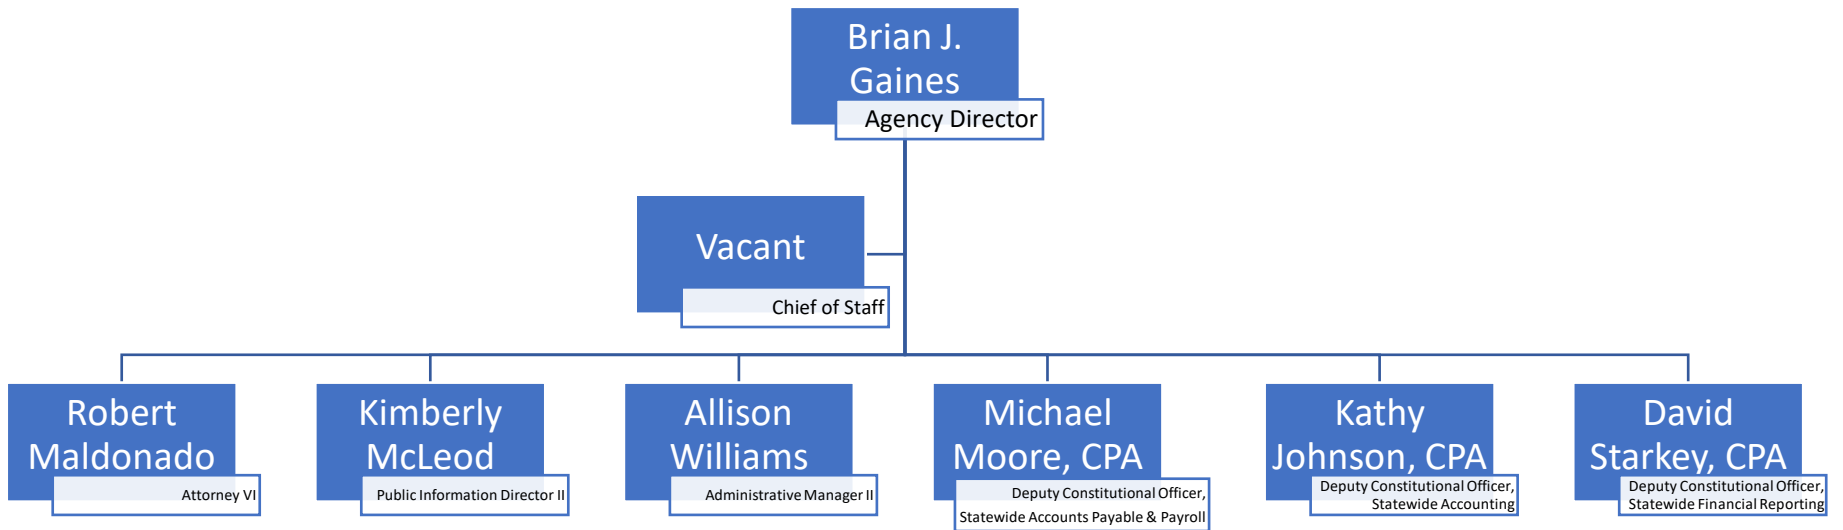 Brian J.
Gaines
Agency Director
Vacant
Chief of Staff
Robert
Maldonado
Attorney VI
Kimberly
McLeod
Public Information Director II
Allison
Williams
Administrative Manager II
Michael
Moore, CPA
Deputy Constitutional Officer,
Statewide Accounts Payable & Payroll
Kathy
Johnson, CPA
Deputy Constitutional Officer,
Statewide Accounting
David
Starkey, CPA
Deputy Constitutional Officer,
Statewide Financial Reporting